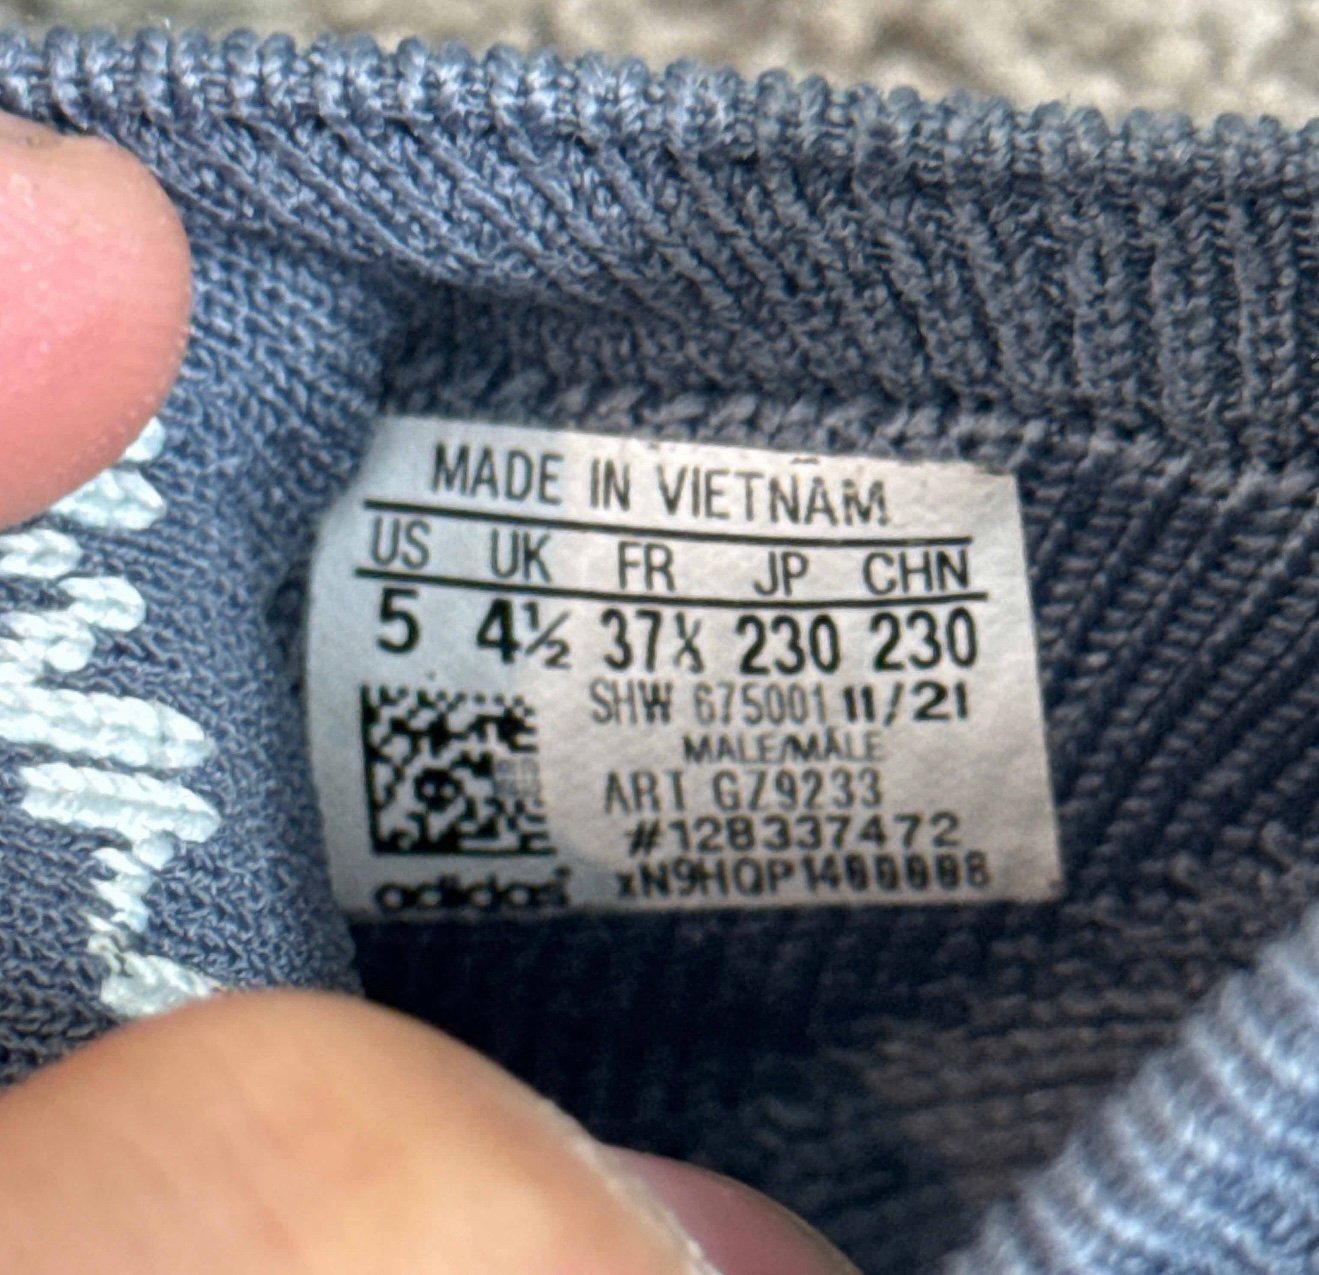 MADE IN VIETNAM
US UK FR JP CHN
5 4½ 37⅓ 230 230
SHW 675001 11/21
MALE/MÂLE
ART GZ9233
#128337472
xN9HQP1400008
adidas